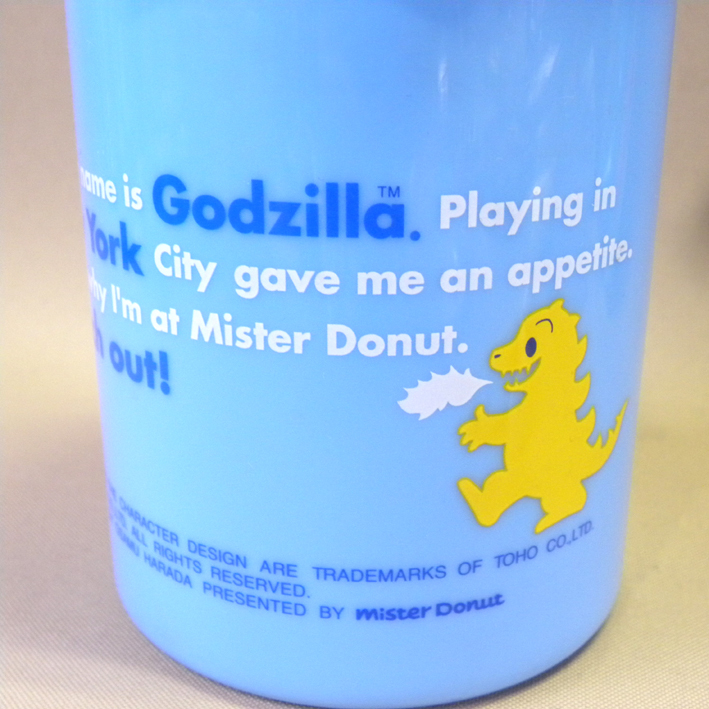 name is Godzilla™. Playing in
York City gave me an appetite.
why I'm at Mister Donut.
out!
CHARACTER DESIGN ARE TRADEMARKS OF TOHO CO.,LTD.
ALL RIGHTS RESERVED.
HARADA PRESENTED BY mister Donut